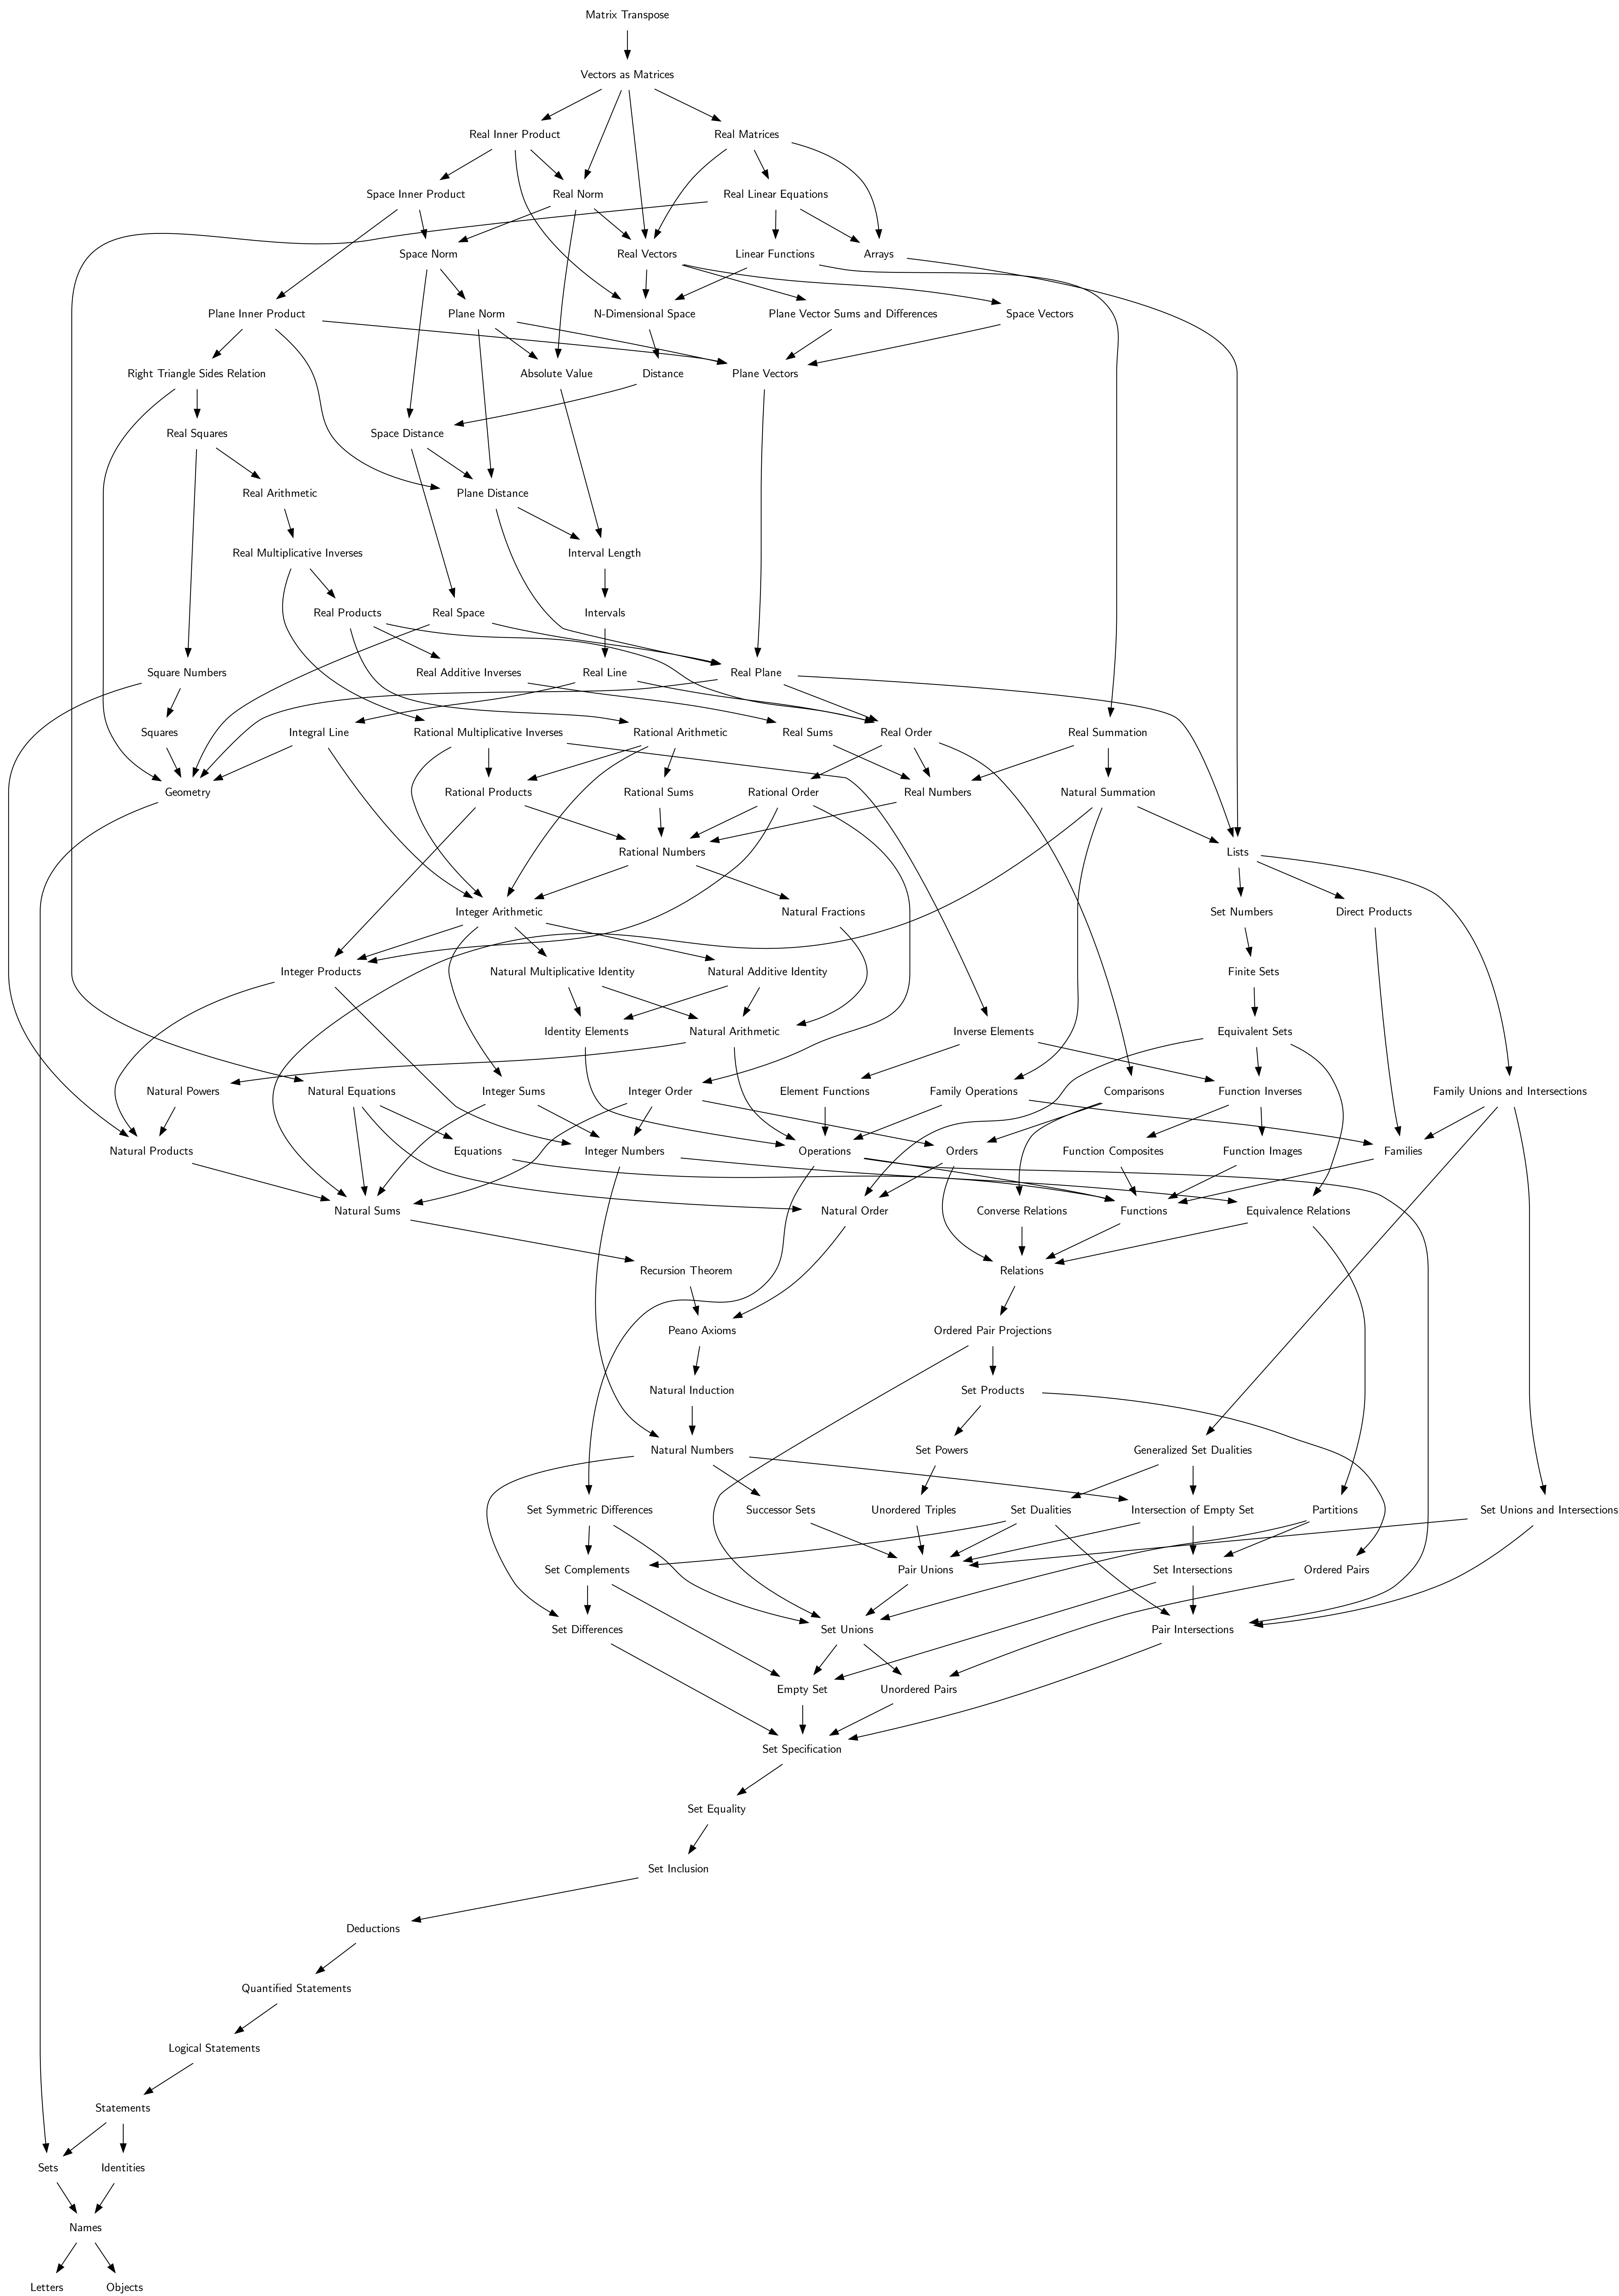 Matrix Transpose
Vectors as Matrices
Real Inner Product
Real Matrices
Space Inner Product
Real Norm
Real Linear Equations
Space Norm
Real Vectors
Linear Functions
Arrays
Plane Inner Product
Plane Norm
N-Dimensional Space
Plane Vector Sums and Differences
Space Vectors
Right Triangle Sides Relation
Absolute Value
Distance
Plane Vectors
Real Squares
Space Distance
Real Arithmetic
Plane Distance
Real Multiplicative Inverses
Interval Length
Real Products
Real Space
Intervals
Square Numbers
Real Additive Inverses
Real Line
Real Plane
Squares
Integral Line
Rational Multiplicative Inverses
Rational Arithmetic
Real Sums
Real Order
Real Summation
Geometry
Rational Products
Rational Sums
Rational Order
Real Numbers
Natural Summation
Rational Numbers
Lists
Integer Arithmetic
Natural Fractions
Set Numbers
Direct Products
Integer Products
Natural Multiplicative Identity
Natural Additive Identity
Finite Sets
Identity Elements
Natural Arithmetic
Inverse Elements
Equivalent Sets
Natural Powers
Natural Equations
Integer Sums
Integer Order
Element Functions
Family Operations
Comparisons
Function Inverses
Family Unions and Intersections
Natural Products
Equations
Integer Numbers
Operations
Orders
Function Composites
Function Images
Families
Natural Sums
Natural Order
Converse Relations
Functions
Equivalence Relations
Recursion Theorem
Relations
Peano Axioms
Ordered Pair Projections
Natural Induction
Set Products
Natural Numbers
Set Powers
Generalized Set Dualities
Set Symmetric Differences
Successor Sets
Unordered Triples
Set Dualities
Intersection of Empty Set
Partitions
Set Unions and Intersections
Set Complements
Pair Unions
Set Intersections
Ordered Pairs
Set Differences
Set Unions
Pair Intersections
Empty Set
Unordered Pairs
Set Specification
Set Equality
Set Inclusion
Deductions
Quantified Statements
Logical Statements
Statements
Sets
Identities
Names
Letters
Objects